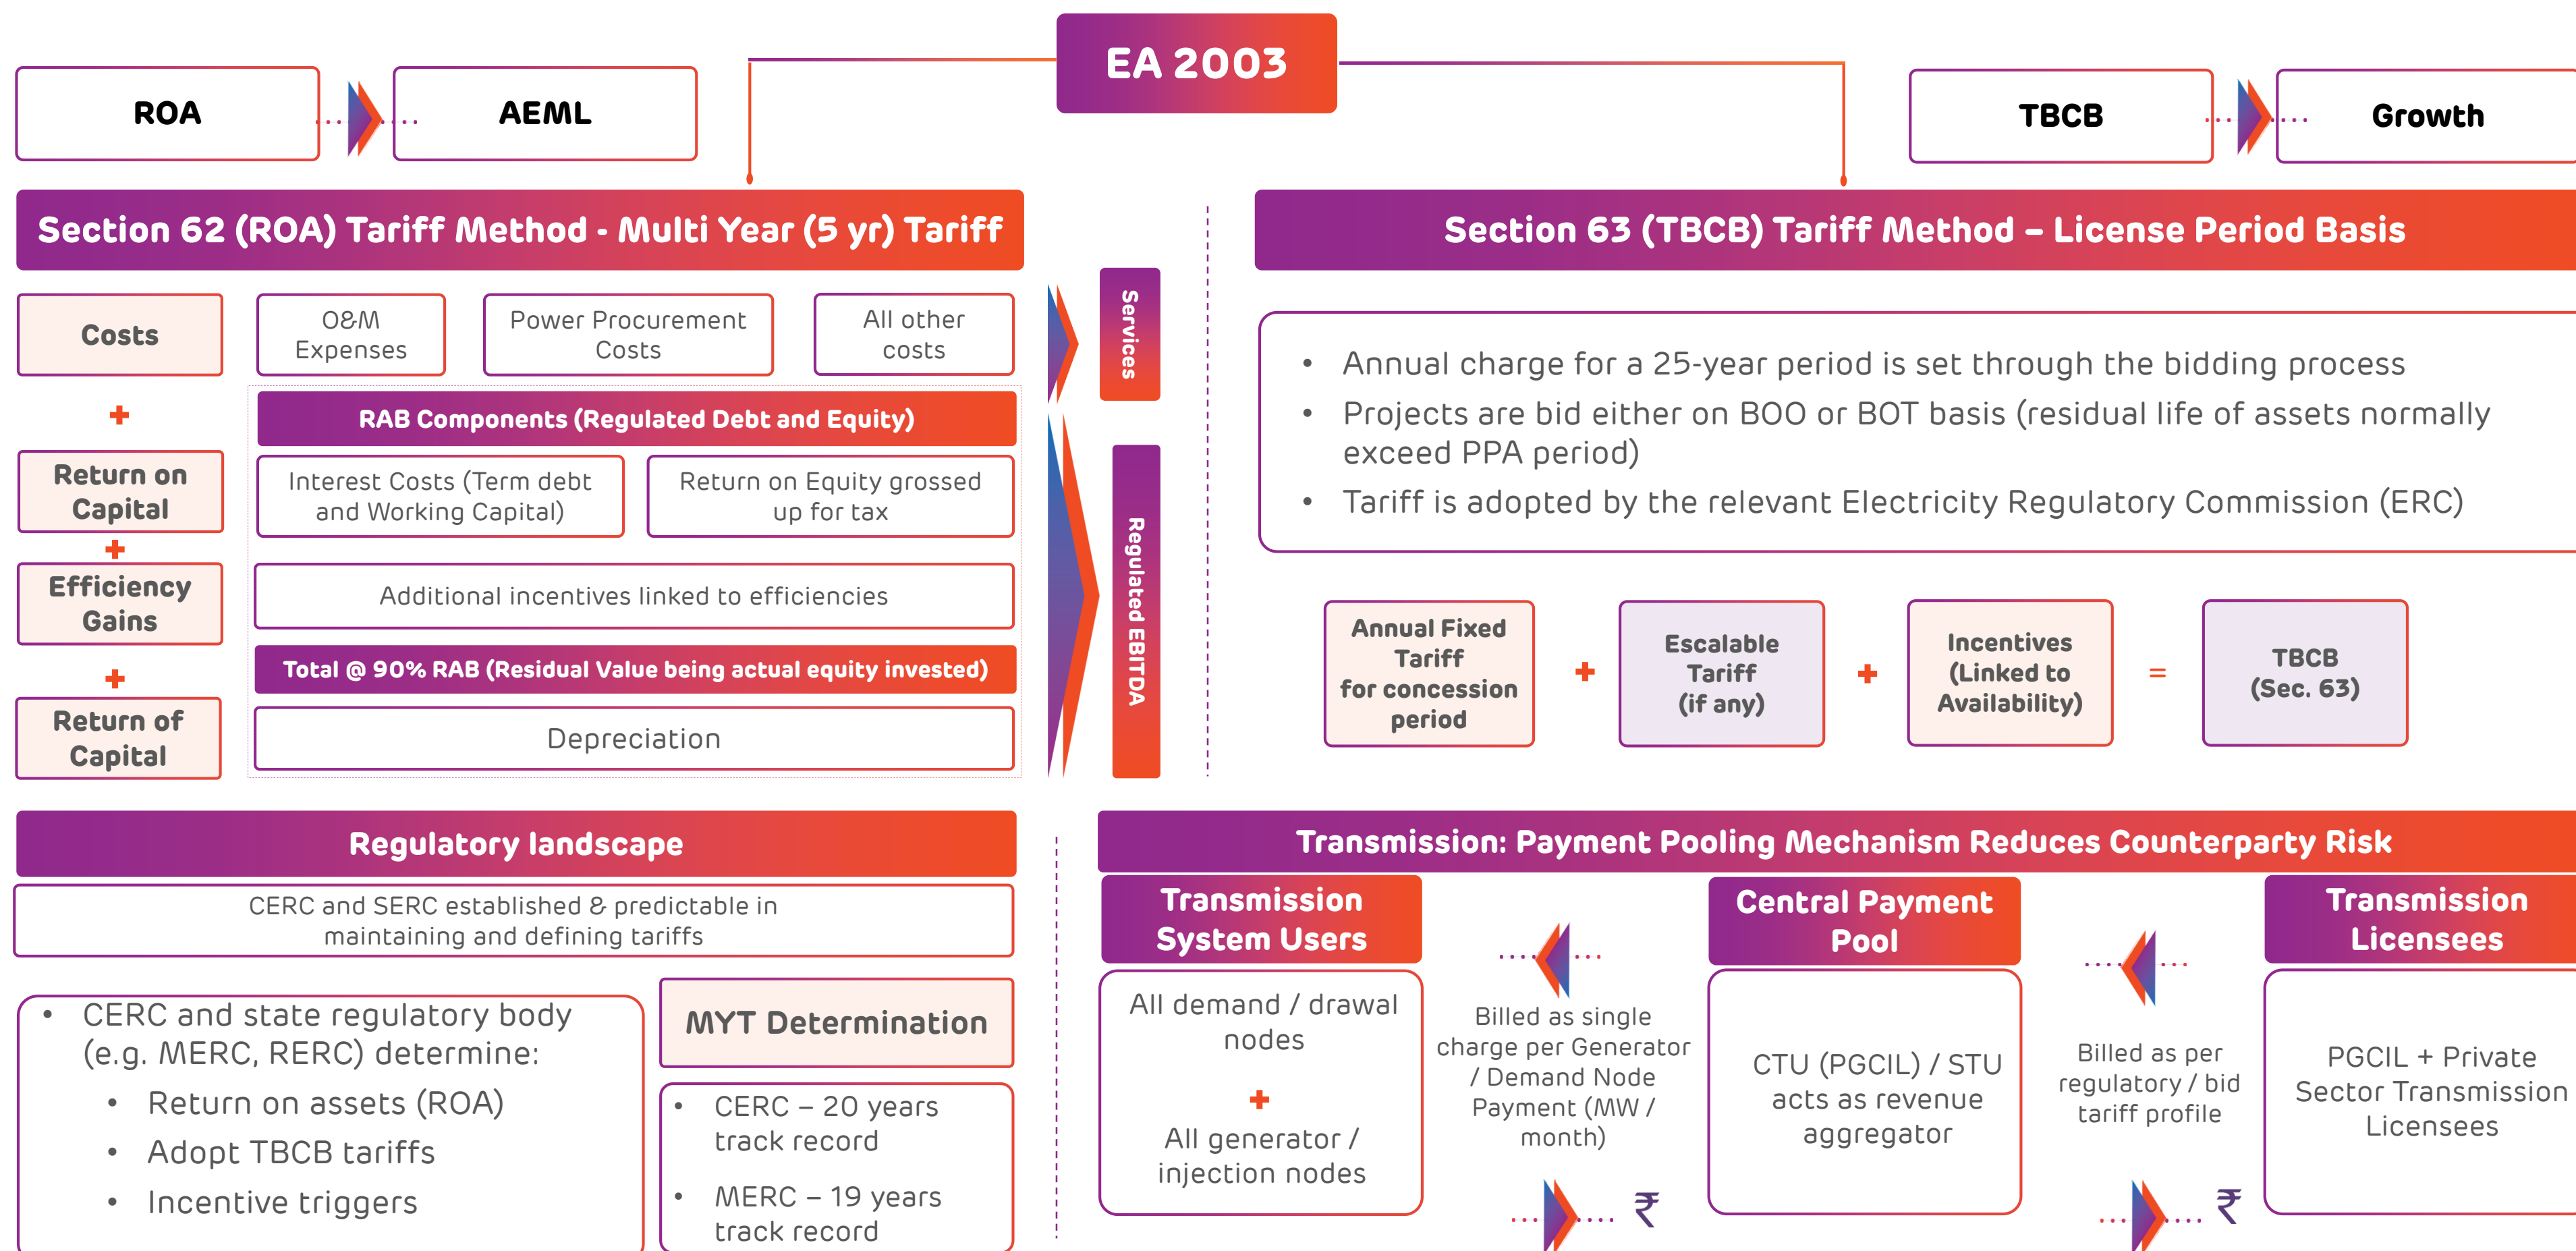 EA 2003
ROA
AEML
TBCB
Growth
Section 62 (ROA) Tariff Method - Multi Year (5 yr) Tariff
Costs
O&M
Expenses
Power Procurement
Costs
All other
costs
+
RAB Components (Regulated Debt and Equity)
Return on
Capital
Interest Costs (Term debt
and Working Capital)
Return on Equity grossed
up for tax
+
Efficiency
Gains
Additional incentives linked to efficiencies
+
Total @ 90% RAB (Residual Value being actual equity invested)
Return of
Capital
Depreciation
Services
Regulated EBITDA
Section 63 (TBCB) Tariff Method – License Period Basis
• Annual charge for a 25-year period is set through the bidding process
• Projects are bid either on BOO or BOT basis (residual life of assets normally
exceed PPA period)
• Tariff is adopted by the relevant Electricity Regulatory Commission (ERC)
Annual Fixed
Tariff
for concession
period
+
Escalable
Tariff
(if any)
+
Incentives
(Linked to
Availability)
=
TBCB
(Sec. 63)
Regulatory landscape
CERC and SERC established & predictable in
maintaining and defining tariffs
• CERC and state regulatory body
(e.g. MERC, RERC) determine:
• Return on assets (ROA)
• Adopt TBCB tariffs
• Incentive triggers
MYT Determination
• CERC – 20 years
track record
• MERC – 19 years
track record
Transmission: Payment Pooling Mechanism Reduces Counterparty Risk
Transmission
System Users
All demand / drawal
nodes
+
All generator /
injection nodes
Billed as single
charge per Generator
/ Demand Node
Payment (MW /
month)
₹
Central Payment
Pool
CTU (PGCIL) / STU
acts as revenue
aggregator
Billed as per
regulatory / bid
tariff profile
₹
Transmission
Licensees
PGCIL + Private
Sector Transmission
Licensees